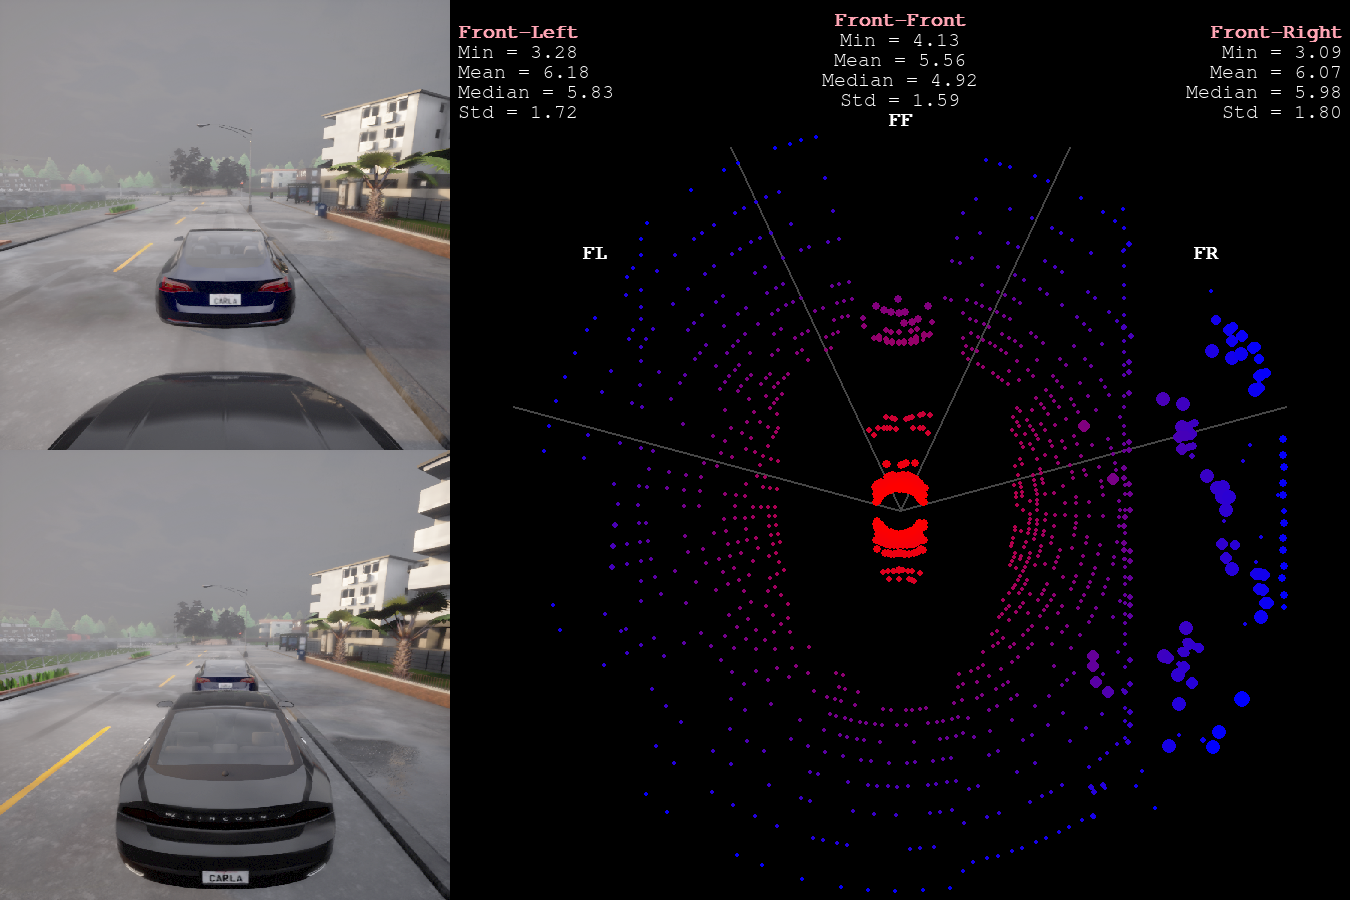 Front-Left
Min = 3.28
Mean = 6.18
Median = 5.83
Std = 1.72
Front-Front
Min = 4.13
Mean = 5.56
Median = 4.92
Std = 1.59
FF
Front-Right
Min = 3.09
Mean = 6.07
Median = 5.98
Std = 1.80
FL
FR
CARLA
LINCOLN
CARLA